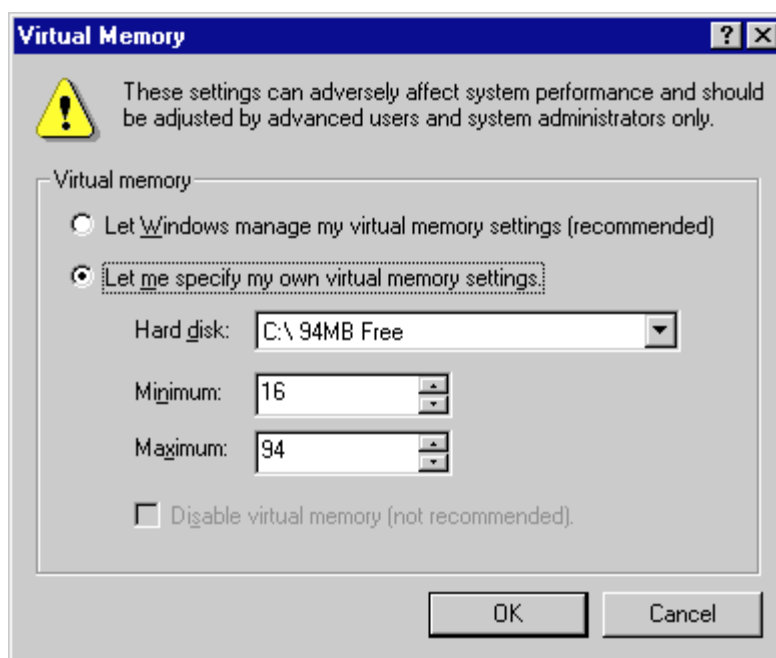 Virtual Memory
These settings can adversely affect system performance and should
be adjusted by advanced users and system administrators only.
Virtual memory
Let Windows manage my virtual memory settings (recommended)
Let me specify my own virtual memory settings.
Hard disk: C:\ 94MB Free
Minimum: 16
Maximum: 94
Disable virtual memory (not recommended).
OK Cancel